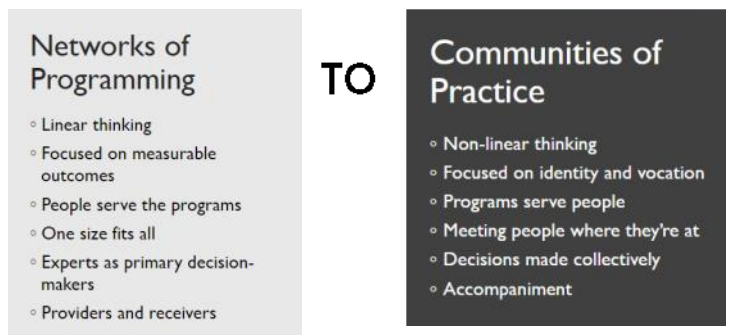 Networks of
Programming
◦ Linear thinking
◦ Focused on measurable
outcomes
◦ People serve the programs
◦ One size fits all
◦ Experts as primary decision-
makers
◦ Providers and receivers
TO
Communities of
Practice
◦ Non-linear thinking
◦ Focused on identity and vocation
◦ Programs serve people
◦ Meeting people where they're at
◦ Decisions made collectively
◦ Accompaniment